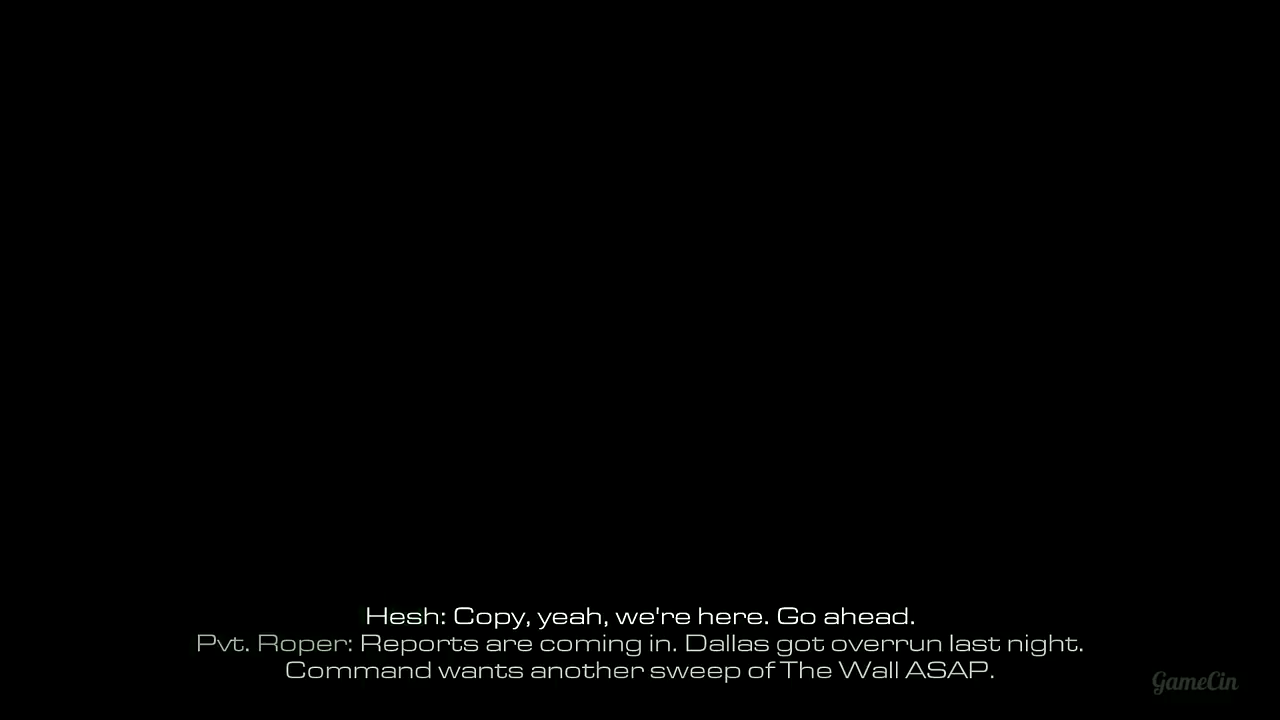 Hesh: Copy, yeah, we're here. Go ahead.
Pvt. Roper: Reports are coming in. Dallas got overrun last night.
Command wants another sweep of The Wall ASAP.
GameCin